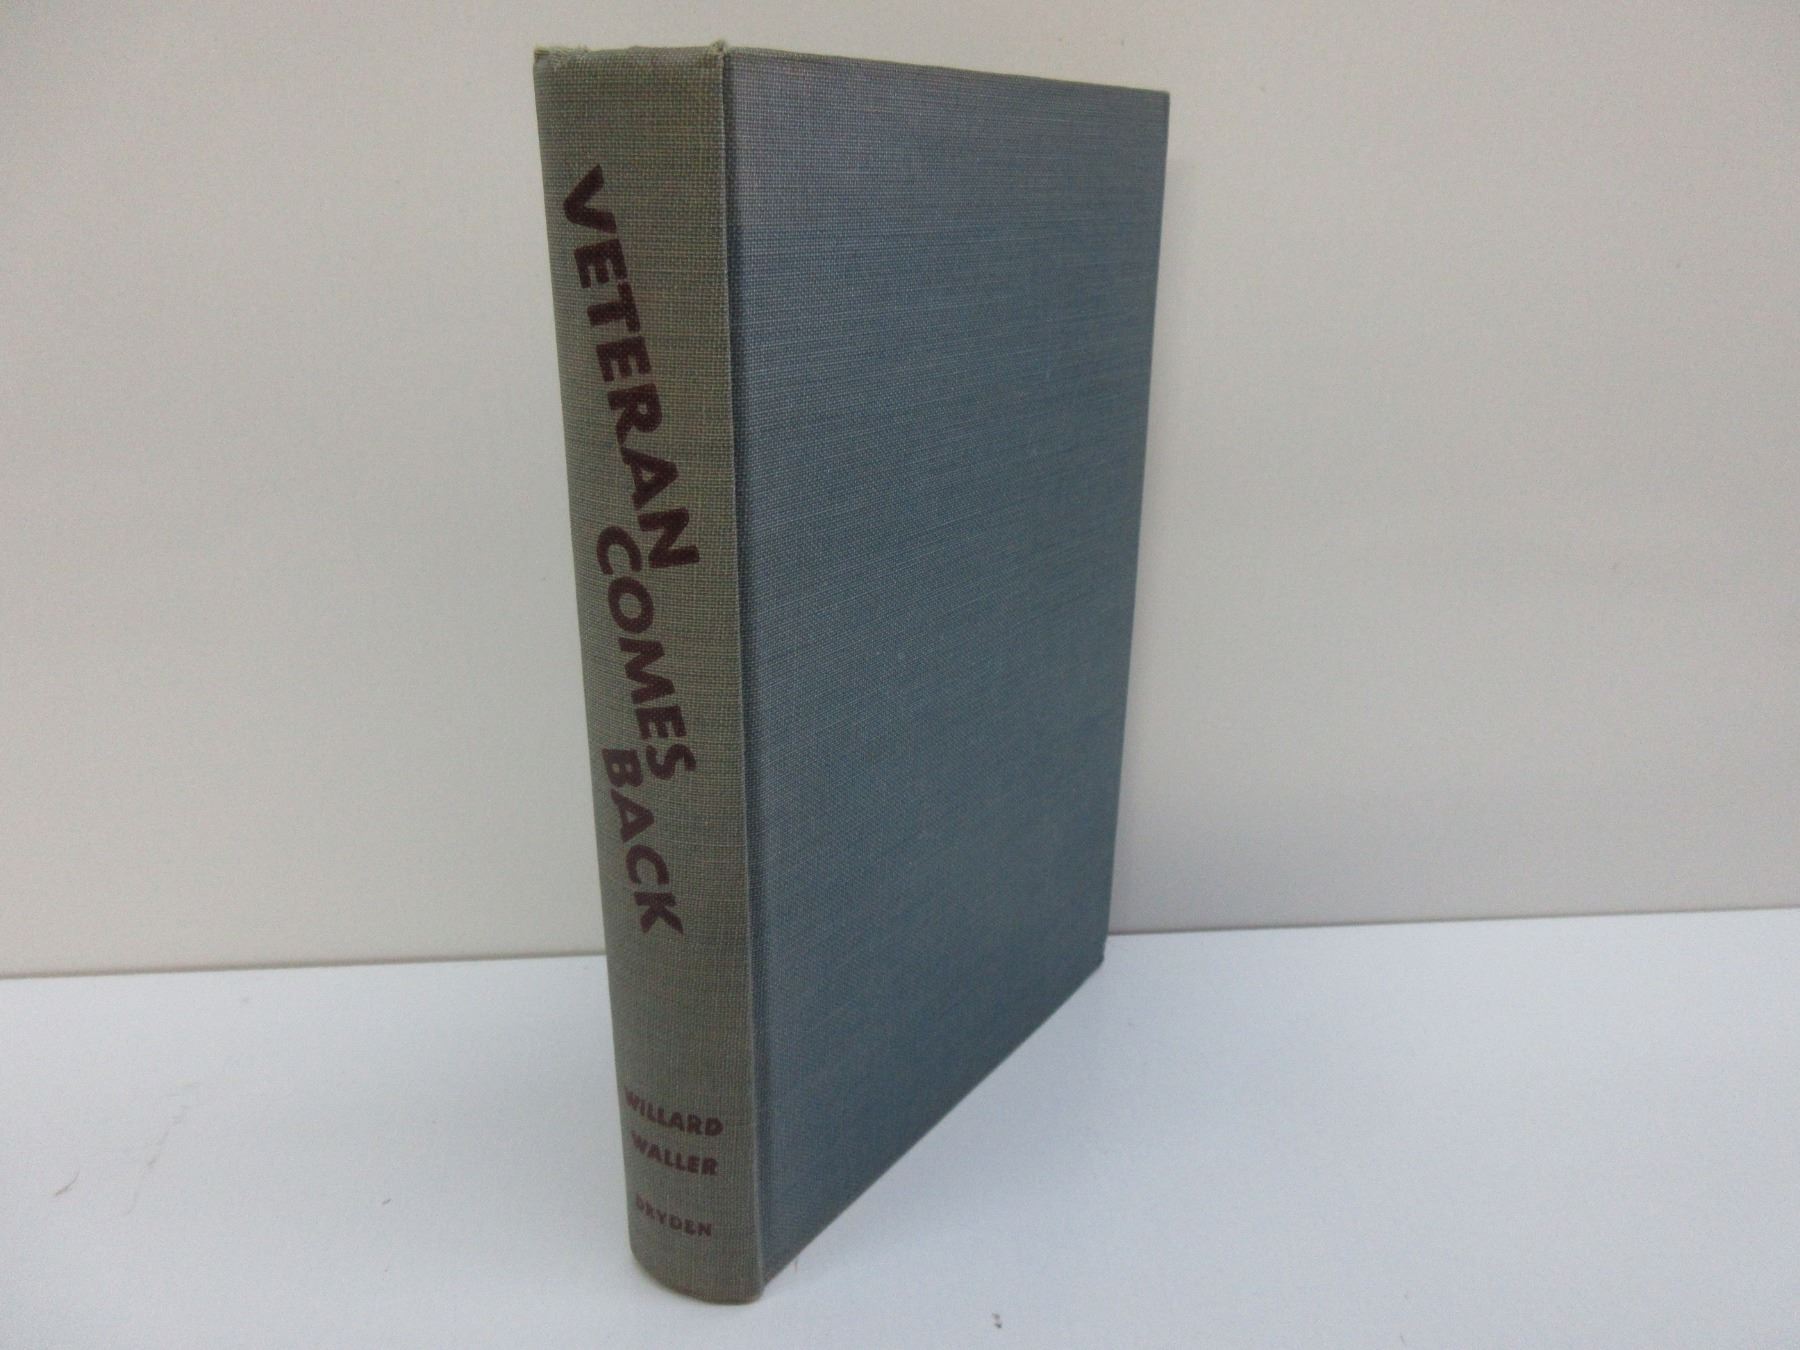 VETERAN
COMES
BACK
WILLARD
WALLER
DRYDEN